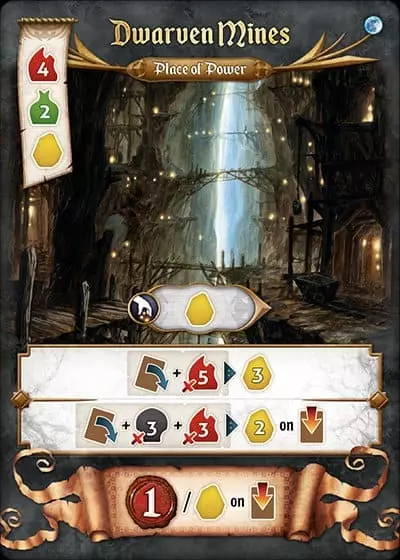 Dwarven Mines
Place of Power
4
2
+ 5 3
+ 3 + 3 2 on
1 / on